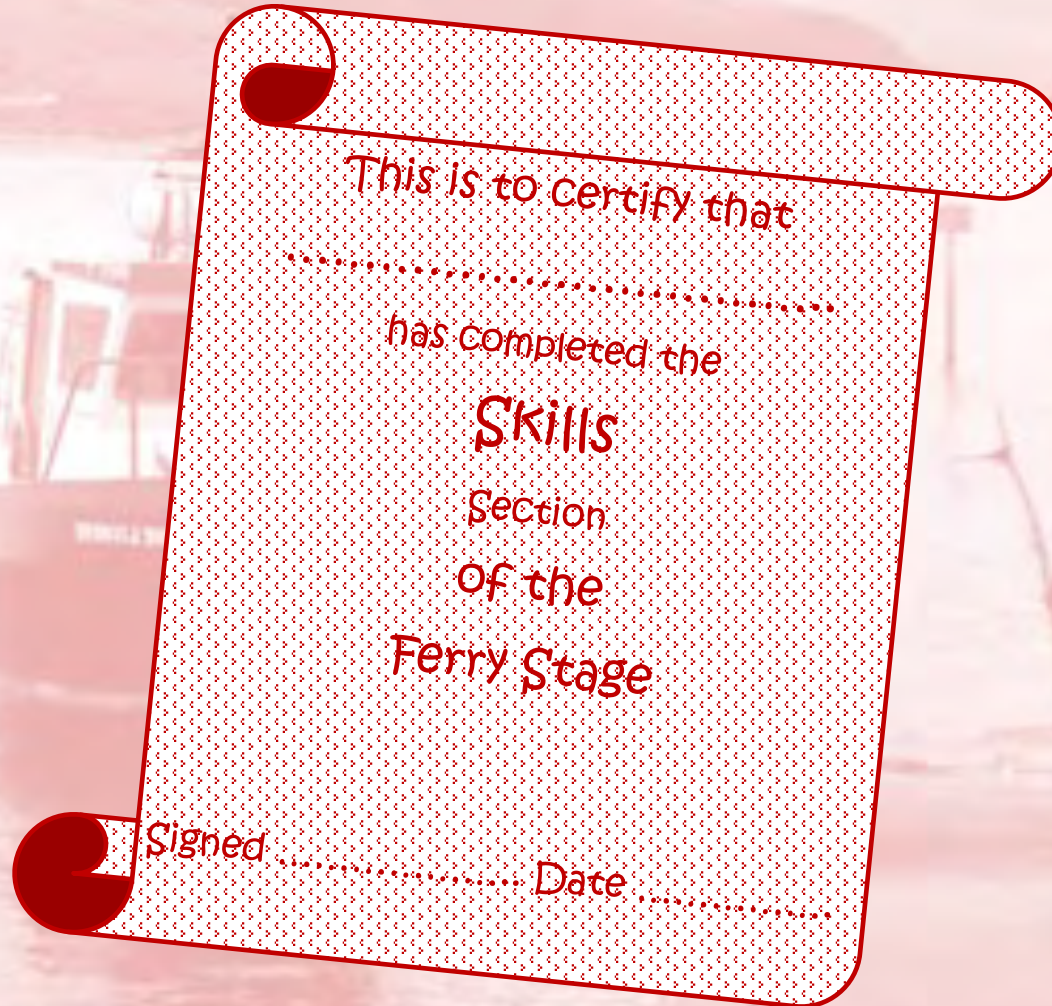 This is to certify that
........................................................
has completed the
Skills
Section
of the
Ferry Stage
Signed ......................... Date ....................